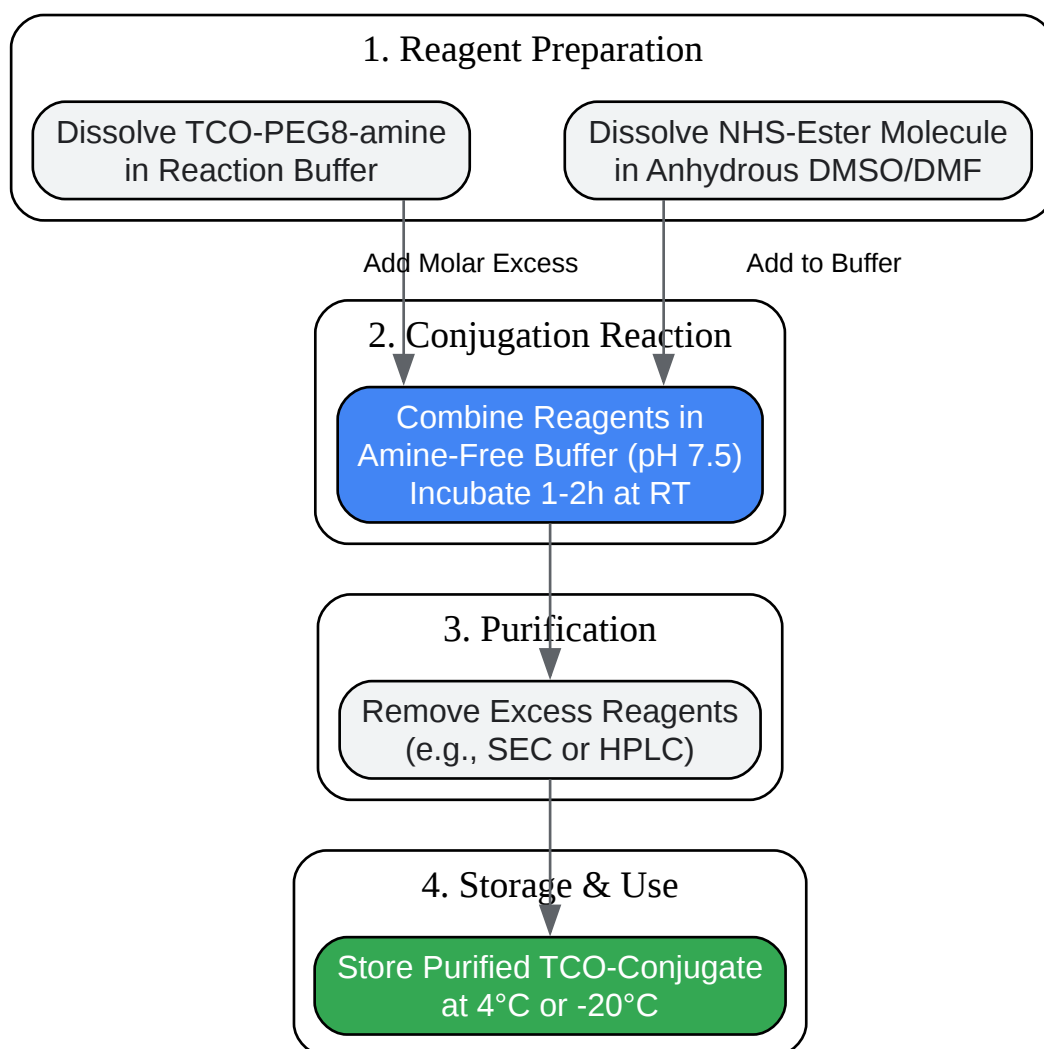 1. Reagent Preparation
Dissolve TCO-PEG8-amine
in Reaction Buffer
Dissolve NHS-Ester Molecule
in Anhydrous DMSO/DMF
Add Molar Excess
Add to Buffer
2. Conjugation Reaction
Combine Reagents in
Amine-Free Buffer (pH 7.5)
Incubate 1-2h at RT
3. Purification
Remove Excess Reagents
(e.g., SEC or HPLC)
4. Storage & Use
Store Purified TCO-Conjugate
at 4°C or -20°C